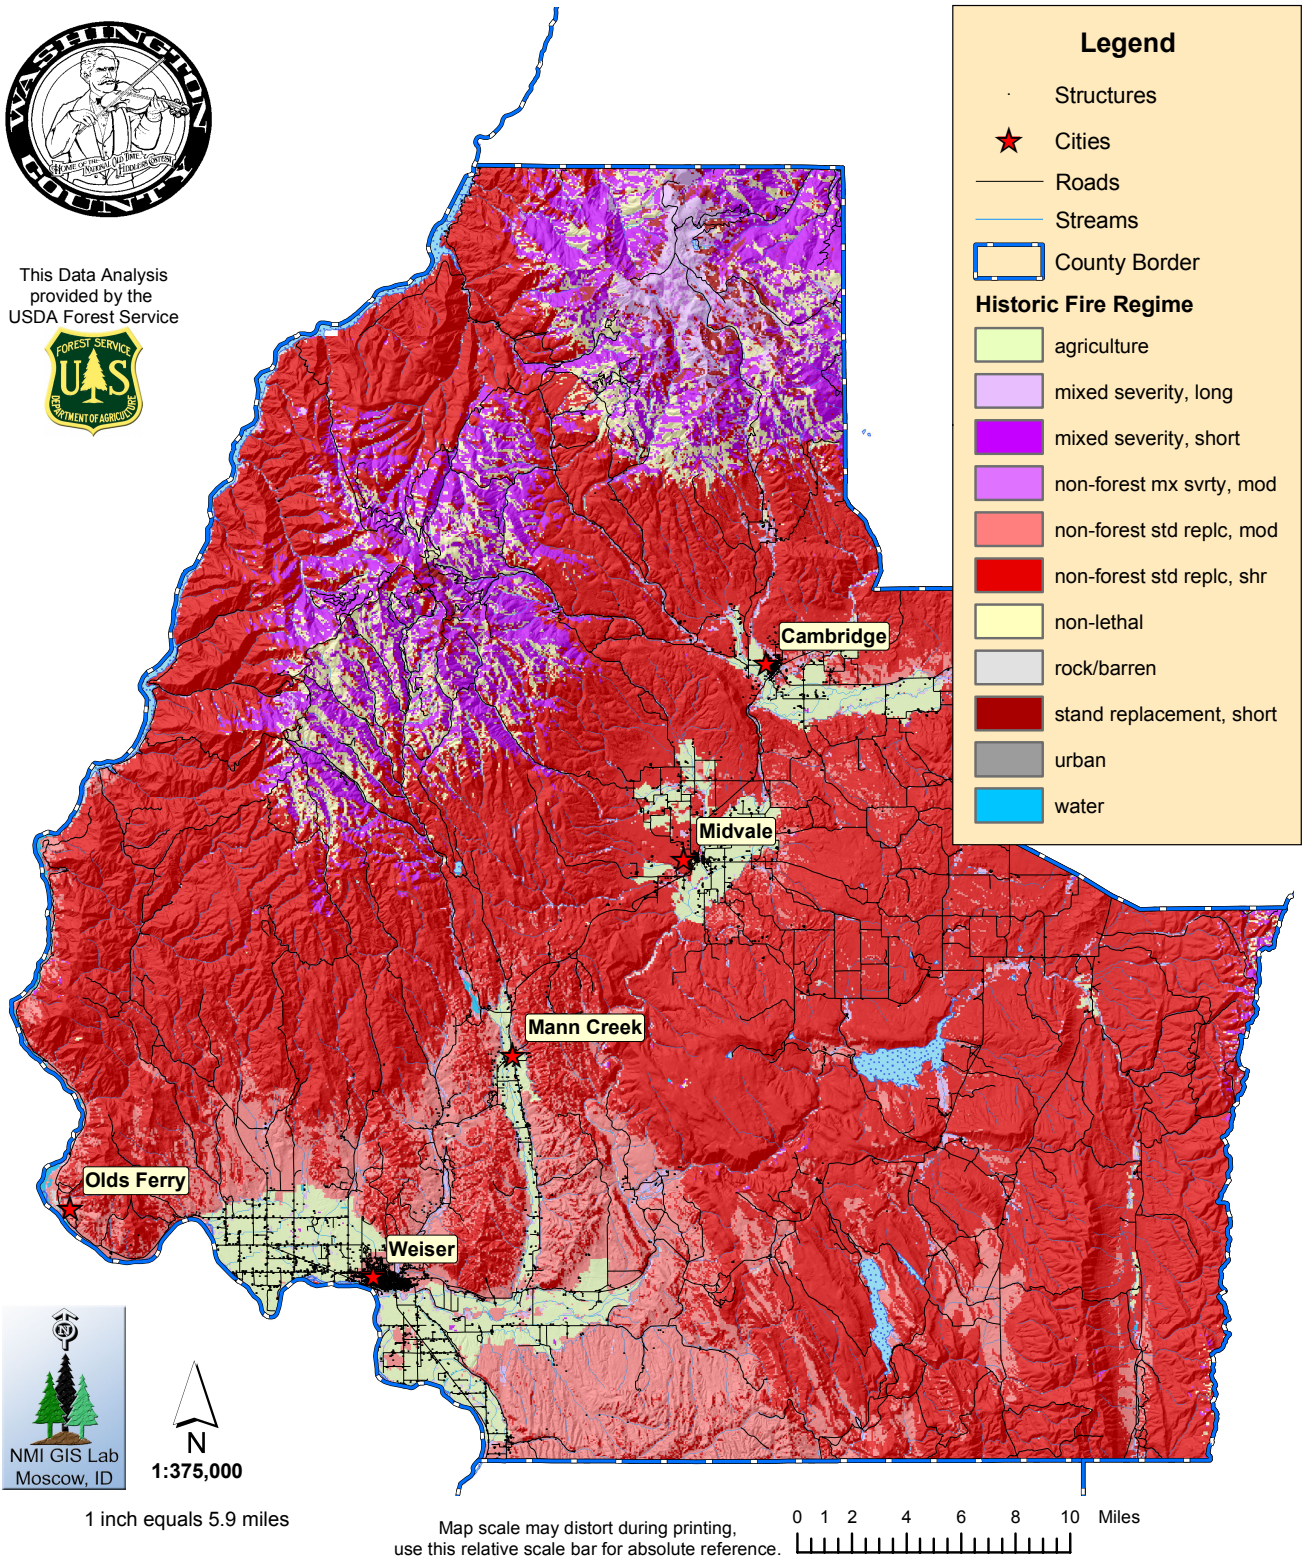 WASHINGTON
HOME OF THE NATIONAL OLD TIME FIDDLERS CONTEST
COUNTY
This Data Analysis
provided by the
USDA Forest Service
FOREST SERVICE
U S
DEPARTMENT OF AGRICULTURE
Legend
Structures
Cities
Roads
Streams
County Border
Historic Fire Regime
agriculture
mixed severity, long
mixed severity, short
non-forest mx svrty, mod
non-forest std replc, mod
non-forest std replc, shr
non-lethal
rock/barren
stand replacement, short
urban
water
Cambridge
Midvale
Mann Creek
Olds Ferry
Weiser
N
NMI GIS Lab
Moscow, ID
N
1:375,000
1 inch equals 5.9 miles
Map scale may distort during printing,
use this relative scale bar for absolute reference.
0 1 2 4 6 8 10 Miles